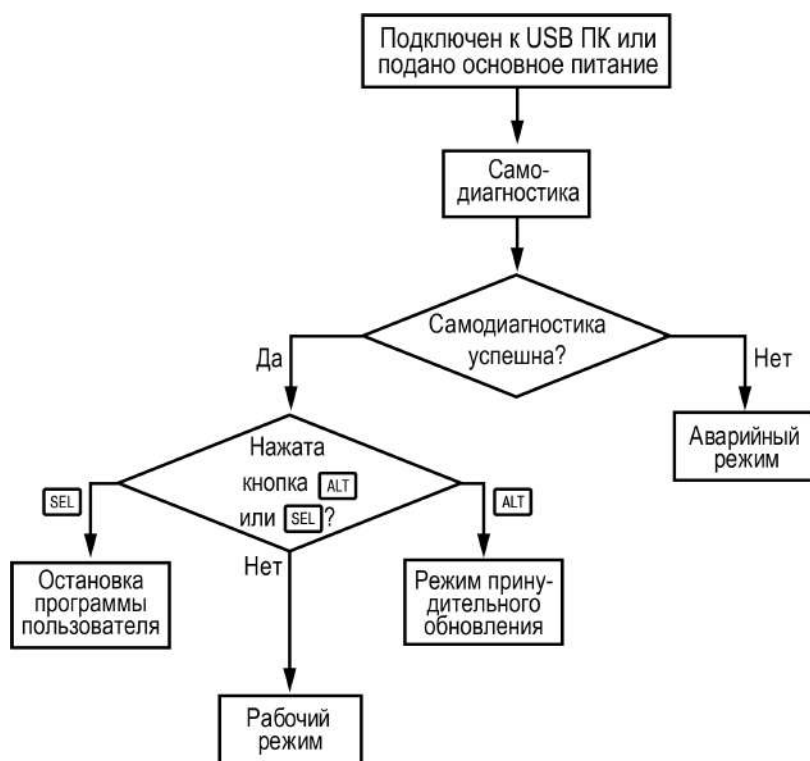 Подключен к USB ПК или
подано основное питание
Само-
диагностика
Самодиагностика
успешна?
Да
Нет
Аварийный
режим
Нажата
кнопка ALT
или SEL?
SEL
ALT
Нет
Остановка
программы
пользователя
Режим прину-
дительного
обновления
Рабочий
режим